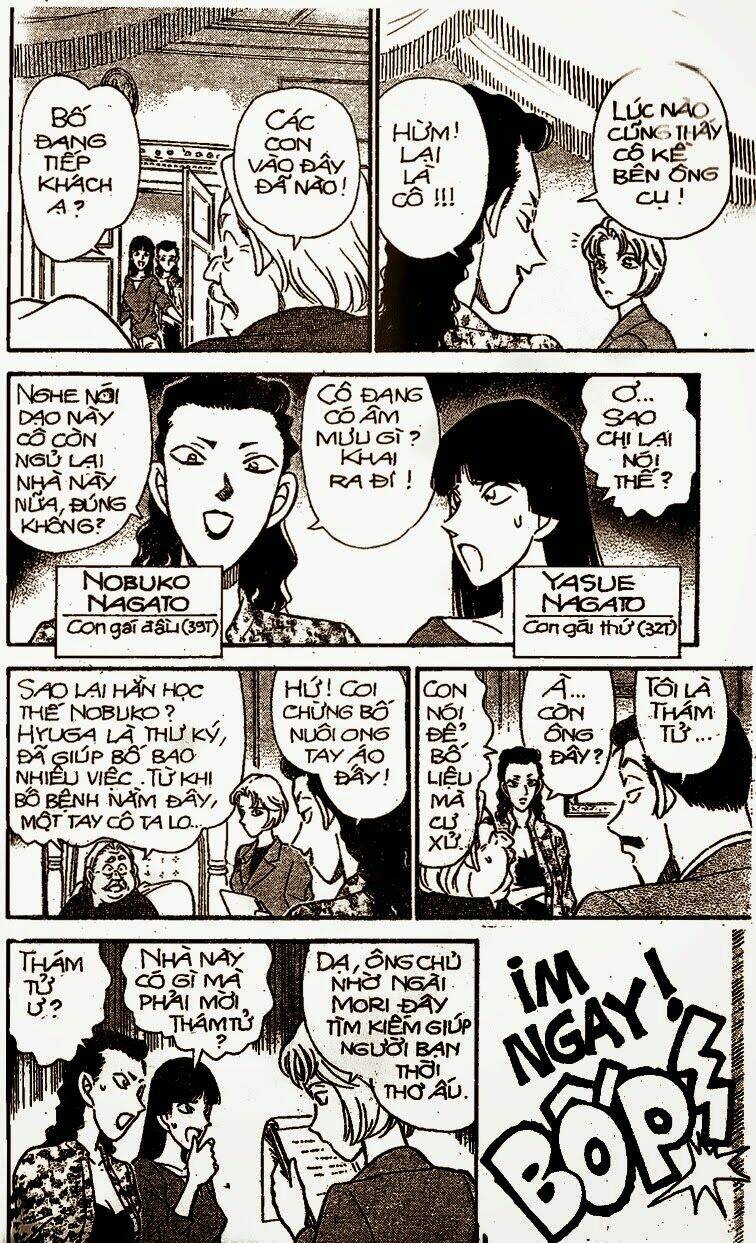 BỐ
ĐANG
TIẾP
KHÁCH
Ạ?
CÁC
CON
VÀO ĐÂY
ĐÃ NÀO!
HỪM!
LẠI
LÀ
CÔ!!!
LÚC NÀO
CŨNG THẤY
CÔ KỀ
BÊN ÔNG
CỤ!
NGHE NÓI
DẠO NÀY
CÔ CÒN
NGỦ LẠI
NHÀ NÀY
NỮA, ĐÚNG
KHÔNG?
CÔ ĐANG
CÓ ÂM
MƯU GÌ?
KHAI
RA ĐI!
Ơ...
SAO
CHỊ LẠI
NÓI
THẾ?
NOBUKO
NAGATO
Con gái đầu (39T)
YASUE
NAGATO
Con gái thứ (32T)
SAO LẠI HẰN HỌC
THẾ NOBUKO?
HYUGA LÀ THƯ KÝ,
ĐÃ GIÚP BỐ BAO
NHIÊU VIỆC. TỪ KHI
BỐ BỆNH NẰM ĐÂY,
MỘT TAY CÔ TA LO...
HỨ! COI
CHỪNG BỐ
NUÔI ONG
TAY ÁO
ĐẤY!
CON
NÓI
ĐỂ
BỐ
LIỆU
MÀ
CƯ
XỬ.
À...
CÒN
ÔNG
ĐÂY?
TÔI LÀ
THÁM
TỬ...
THÁM
TỬ
Ư?
NHÀ NÀY
CÓ GÌ MÀ
PHẢI MỜI
THÁM TỬ
?
DẠ, ÔNG CHỦ
NHỜ NGÀI
MORI ĐÂY
TÌM KIẾM GIÚP
NGƯỜI BẠN
THỜI
THƠ ẤU.
IM
NGAY!
BỐP